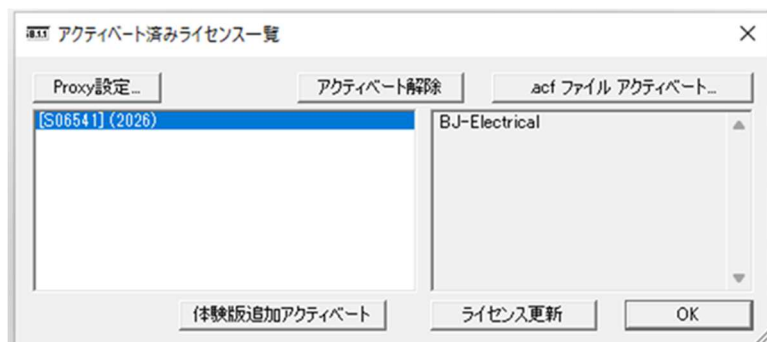 アクティベート済みライセンス一覧
Proxy設定...
アクティベート解除
.acf ファイル アクティベート...
[S06541] (2026)
BJ-Electrical
体験版追加アクティベート
ライセンス更新
OK